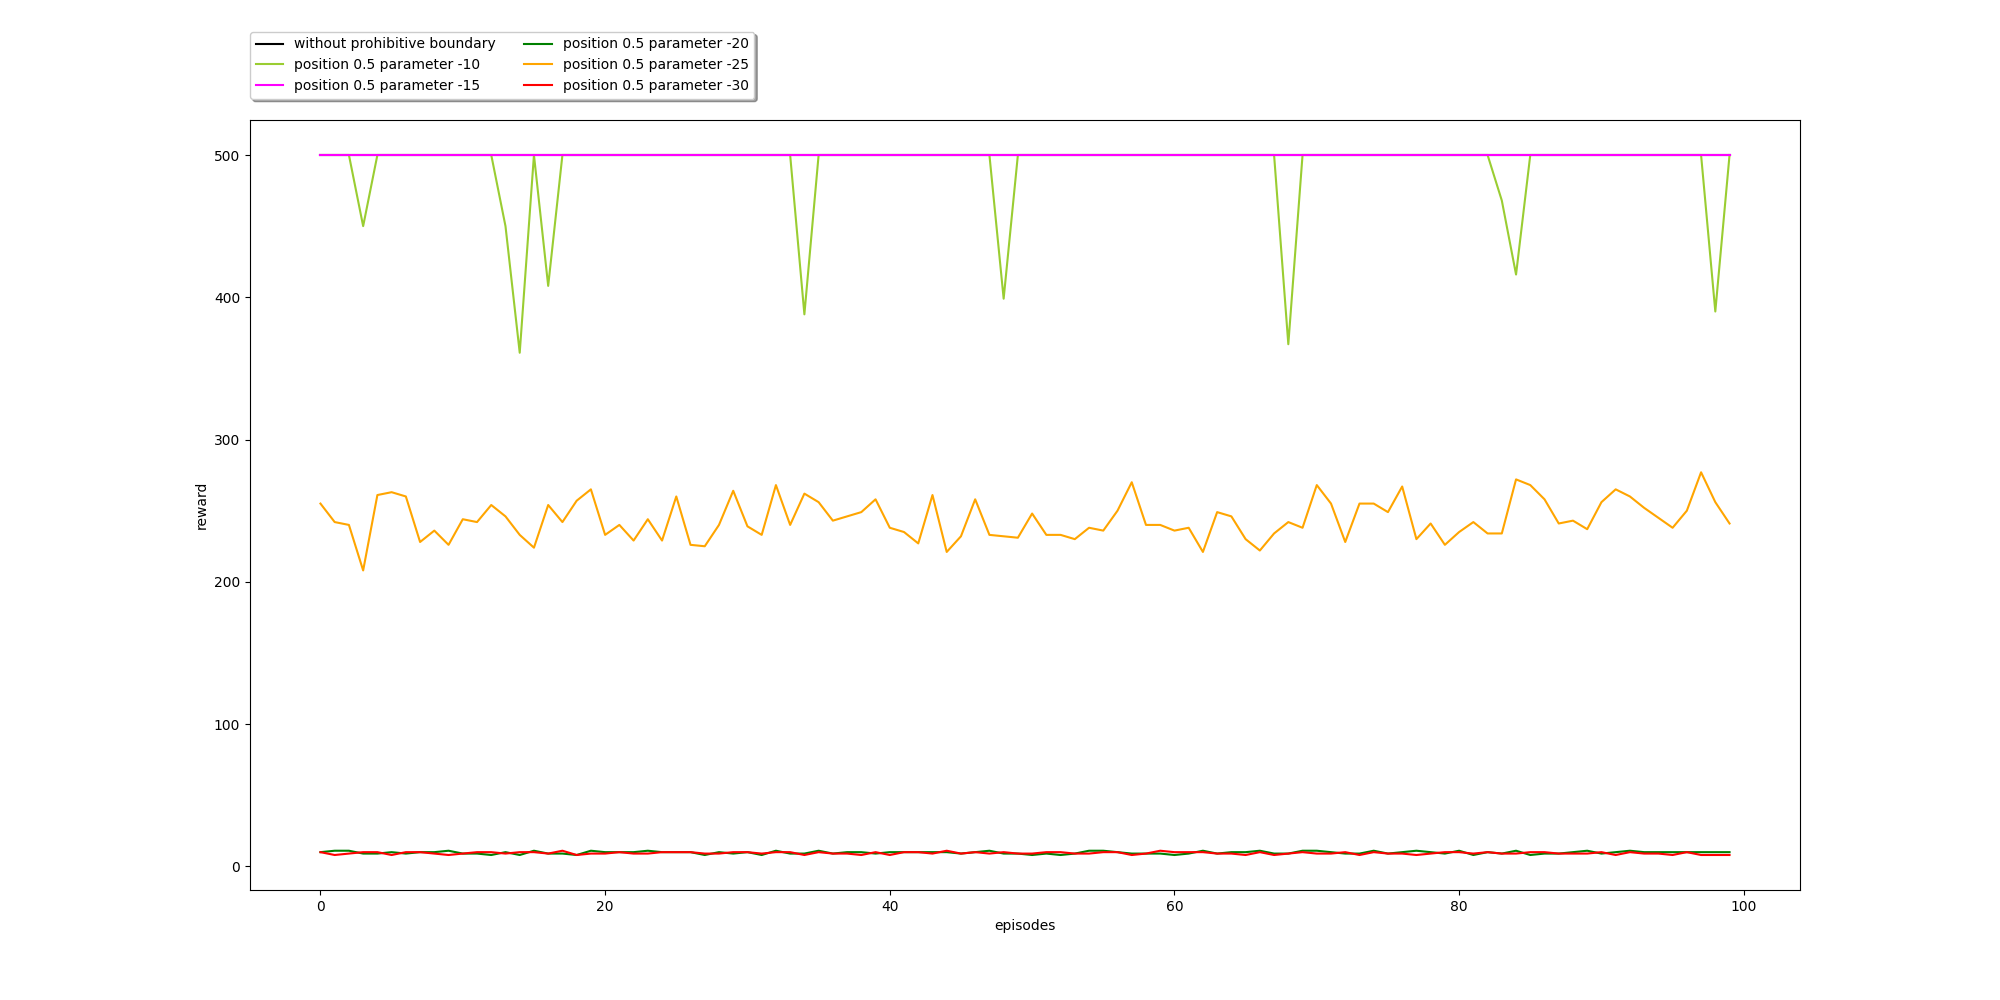 without prohibitive boundary
position 0.5 parameter -10
position 0.5 parameter -15
position 0.5 parameter -20
position 0.5 parameter -25
position 0.5 parameter -30
500
400
300
200
100
0
reward
0 20 40 60 80 100
episodes